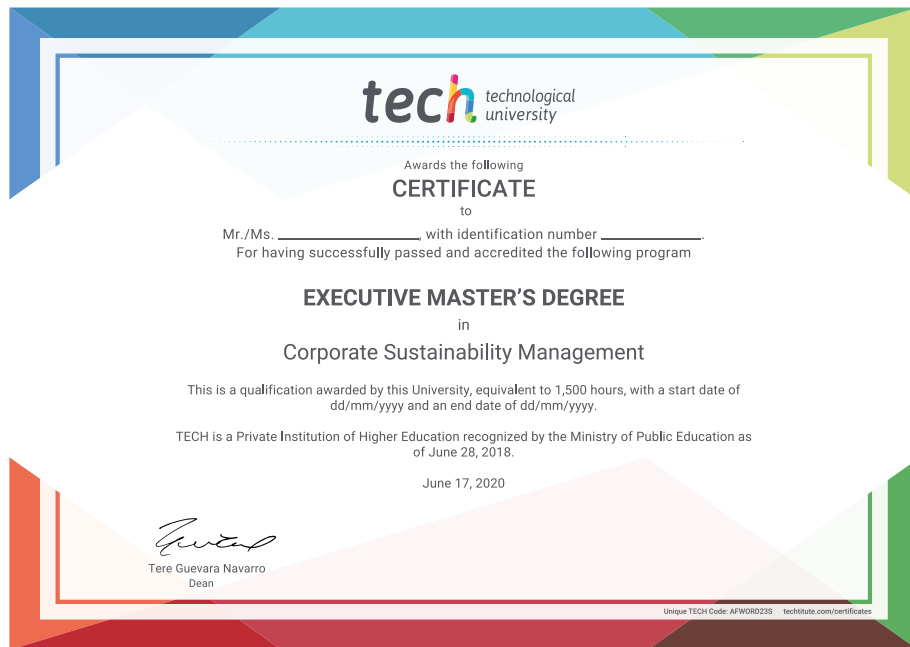 tech technological
university
Awards the following
CERTIFICATE
to
Mr./Ms. ____________, with identification number ____________.
For having successfully passed and accredited the following program
EXECUTIVE MASTER'S DEGREE
in
Corporate Sustainability Management
This is a qualification awarded by this University, equivalent to 1,500 hours, with a start date of
dd/mm/yyyy and an end date of dd/mm/yyyy.
TECH is a Private Institution of Higher Education recognized by the Ministry of Public Education as
of June 28, 2018.
June 17, 2020
Tere Guevara Navarro
Dean
Unique TECH Code: AFWORD23S techtitute.com/certificates